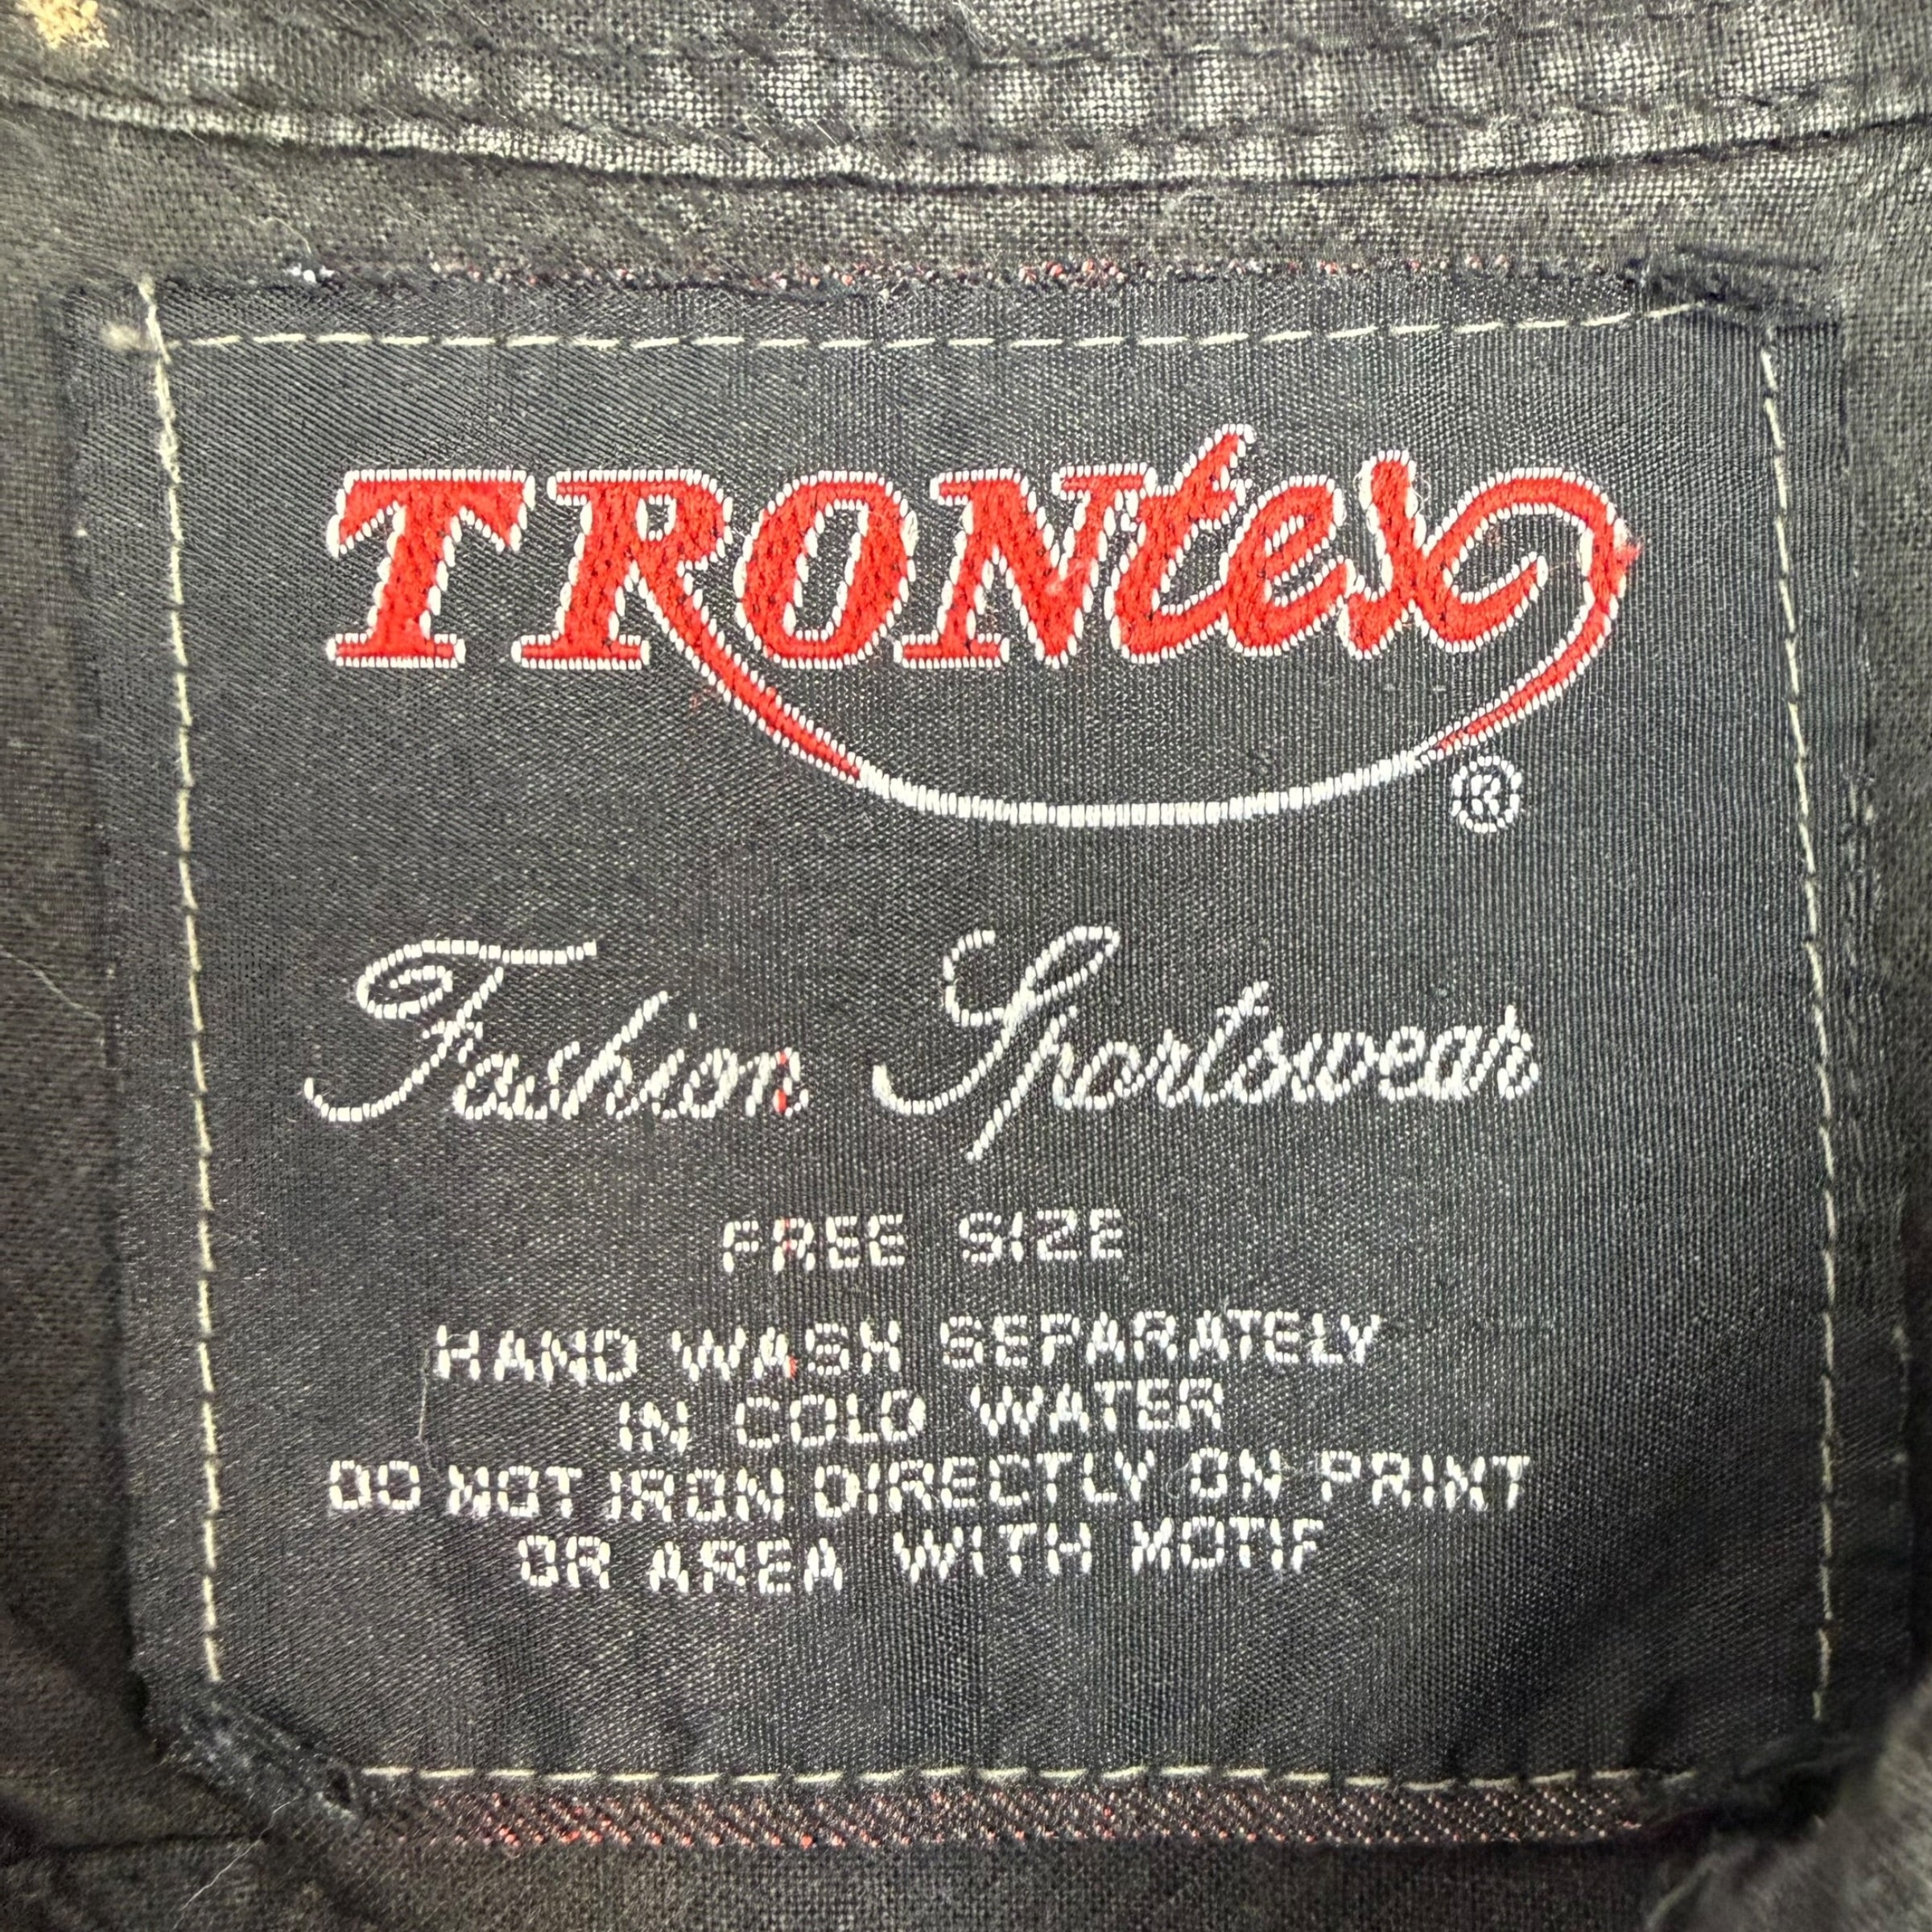 TRONtex
®
Fashion Sportswear
FREE SIZE
HAND WASH SEPARATELY
IN COLD WATER
DO NOT IRON DIRECTLY ON PRINT
OR AREA WITH MOTIF